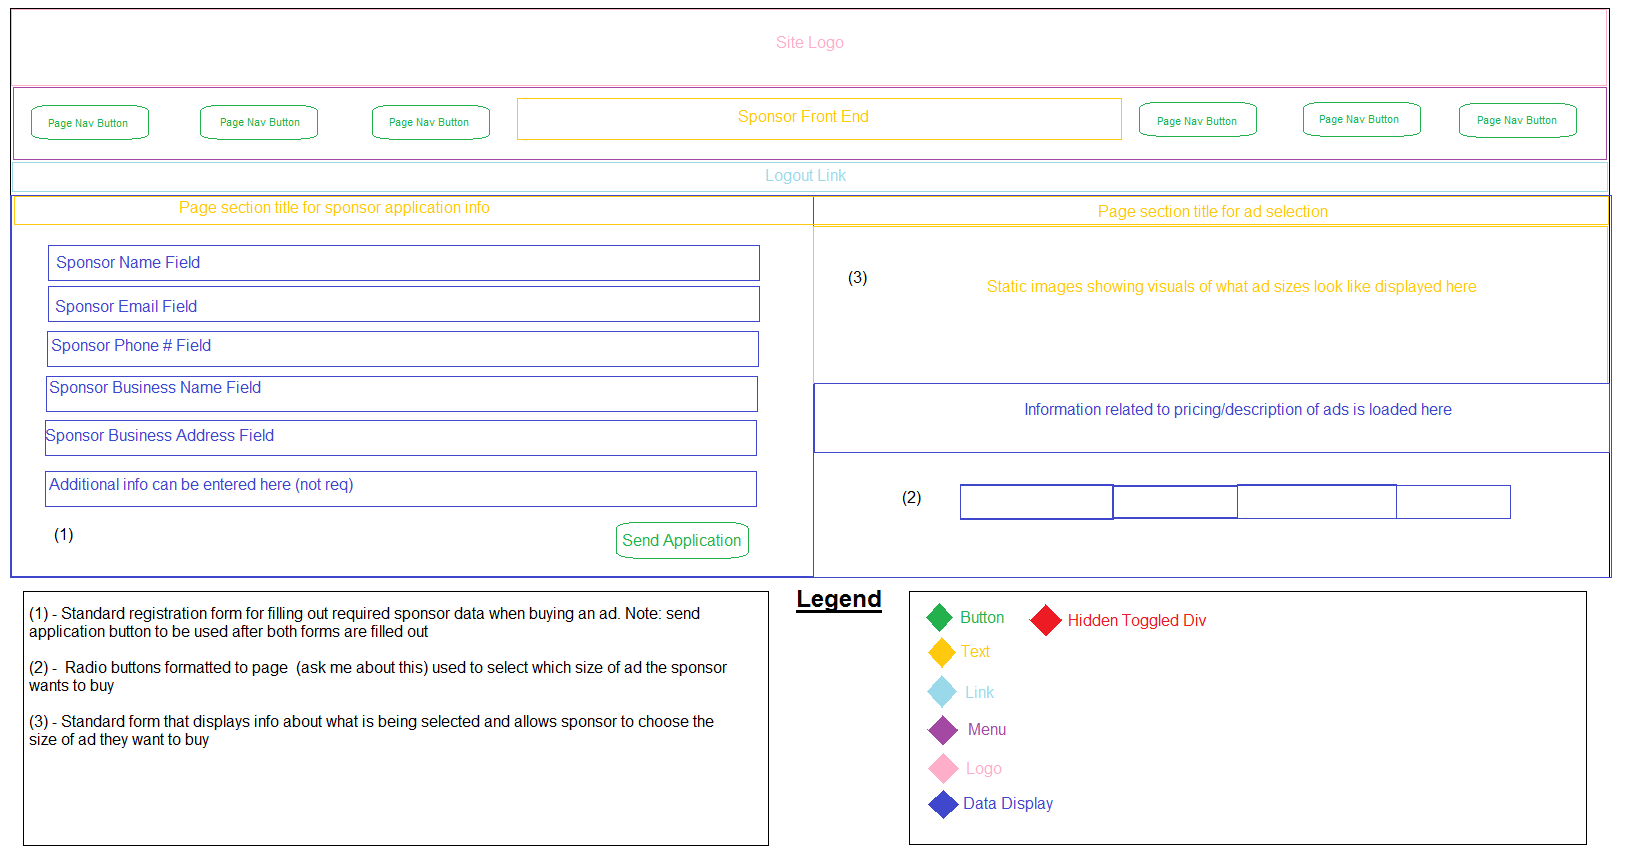 Site Logo
Page Nav Button
Page Nav Button
Page Nav Button
Sponsor Front End
Page Nav Button
Page Nav Button
Page Nav Button
Logout Link
Page section title for sponsor application info
Page section title for ad selection
Sponsor Name Field
Sponsor Email Field
Sponsor Phone # Field
Sponsor Business Name Field
Sponsor Business Address Field
Additional info can be entered here (not req)
(1)
Send Application
(3)
Static images showing visuals of what ad sizes look like displayed here
Information related to pricing/description of ads is loaded here
(2)
(1) - Standard registration form for filling out required sponsor data when buying an ad. Note: send
application button to be used after both forms are filled out
(2) - Radio buttons formatted to page (ask me about this) used to select which size of ad the sponsor
wants to buy
(3) - Standard form that displays info about what is being selected and allows sponsor to choose the
size of ad they want to buy
Legend
Button
Hidden Toggled Div
Text
Link
Menu
Logo
Data Display